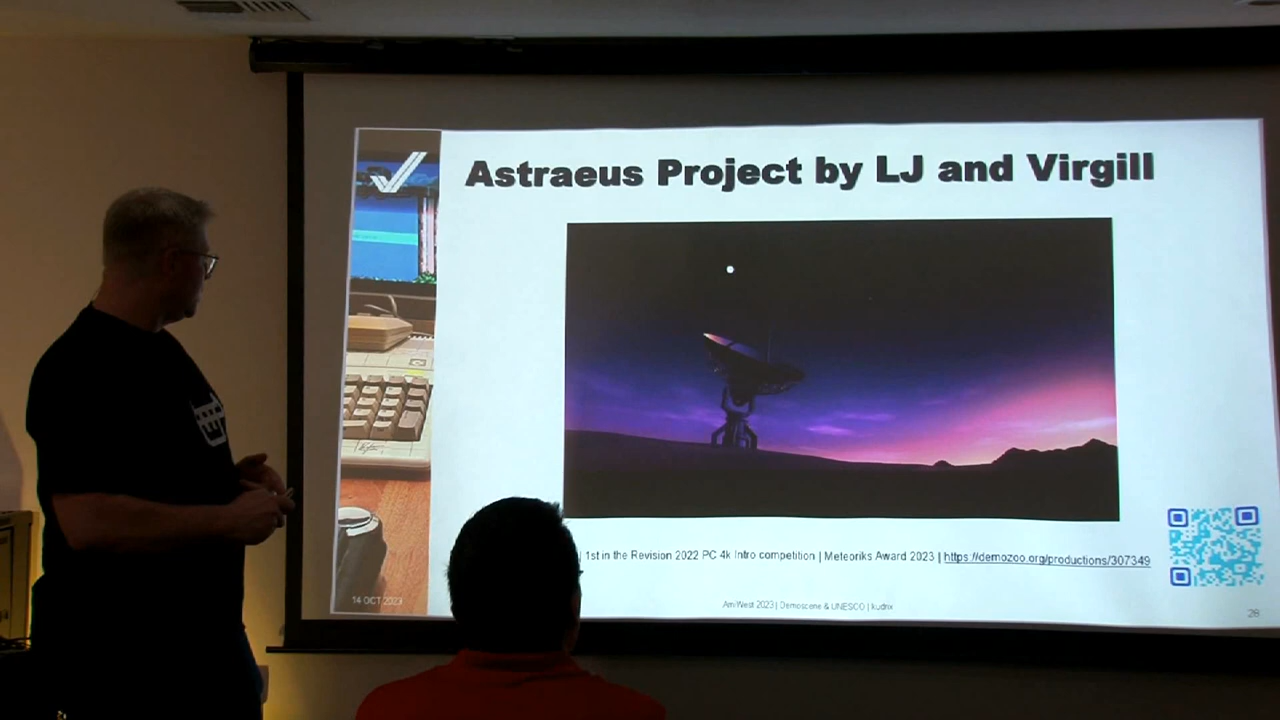 Astraeus Project by LJ and Virgill
| 1st in the Revision 2022 PC 4k Intro competition | Meteoriks Award 2023 | https://demozoo.org/productions/307349
14 OCT 2023
AmiWest 2023 | Demoscene & UNESCO | kudrix
28